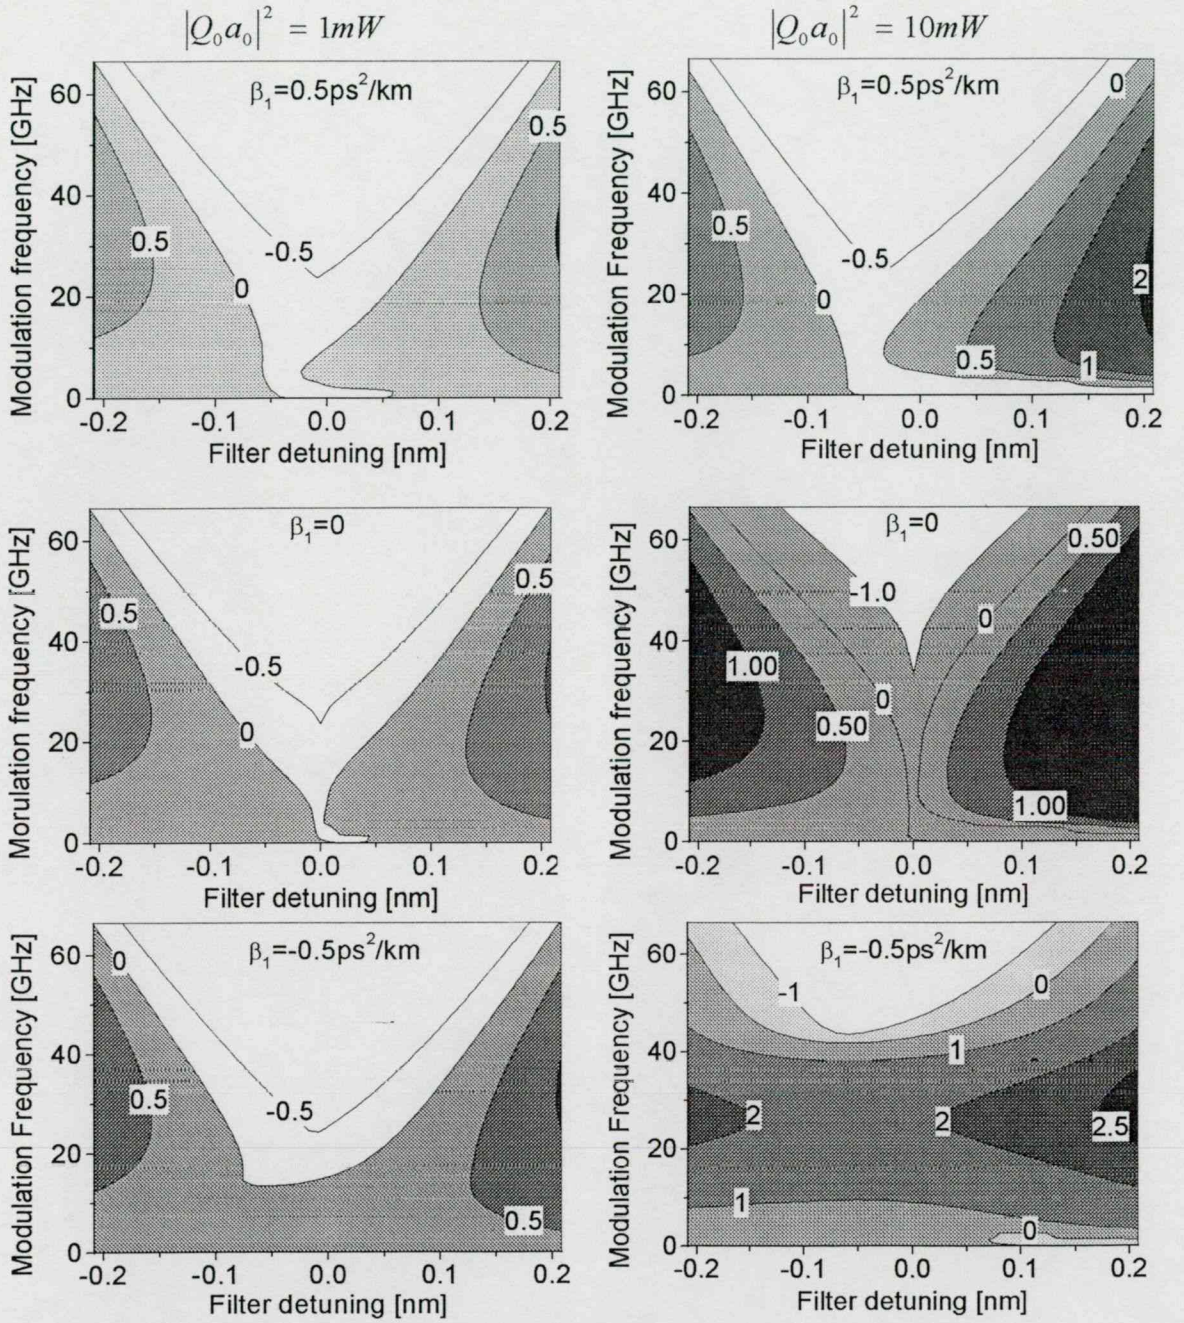 |Q₀a₀|² = 1mW
|Q₀a₀|² = 10mW
Modulation frequency [GHz]
60
40
20
0
β₁=0.5ps²/km
0.5
0.5
-0.5
0
-0.2 -0.1 0.0 0.1 0.2
Filter detuning [nm]
Modulation Frequency [GHz]
60
40
20
0
β₁=0.5ps²/km
0
0.5
-0.5
0
2
0.5
1
-0.2 -0.1 0.0 0.1 0.2
Filter detuning [nm]
Morulation frequency [GHz]
60
40
20
0
β₁=0
0.5
0.5
-0.5
0
-0.2 -0.1 0.0 0.1 0.2
Filter detuning [nm]
Modulation frequency [GHz]
60
40
20
0
β₁=0
0.50
-1.0
0
1.00
0
0.50
1.00
-0.2 -0.1 0.0 0.1 0.2
Filter detuning [nm]
Modulation Frequency [GHz]
60
40
20
0
β₁=-0.5ps²/km
0
0.5
-0.5
0.5
-0.2 -0.1 0.0 0.1 0.2
Filter detuning [nm]
Modulation Frequency [GHz]
60
40
20
0
β₁=-0.5ps²/km
-1
0
1
2
2
2.5
1
0
-0.2 -0.1 0.0 0.1 0.2
Filter detuning [nm]